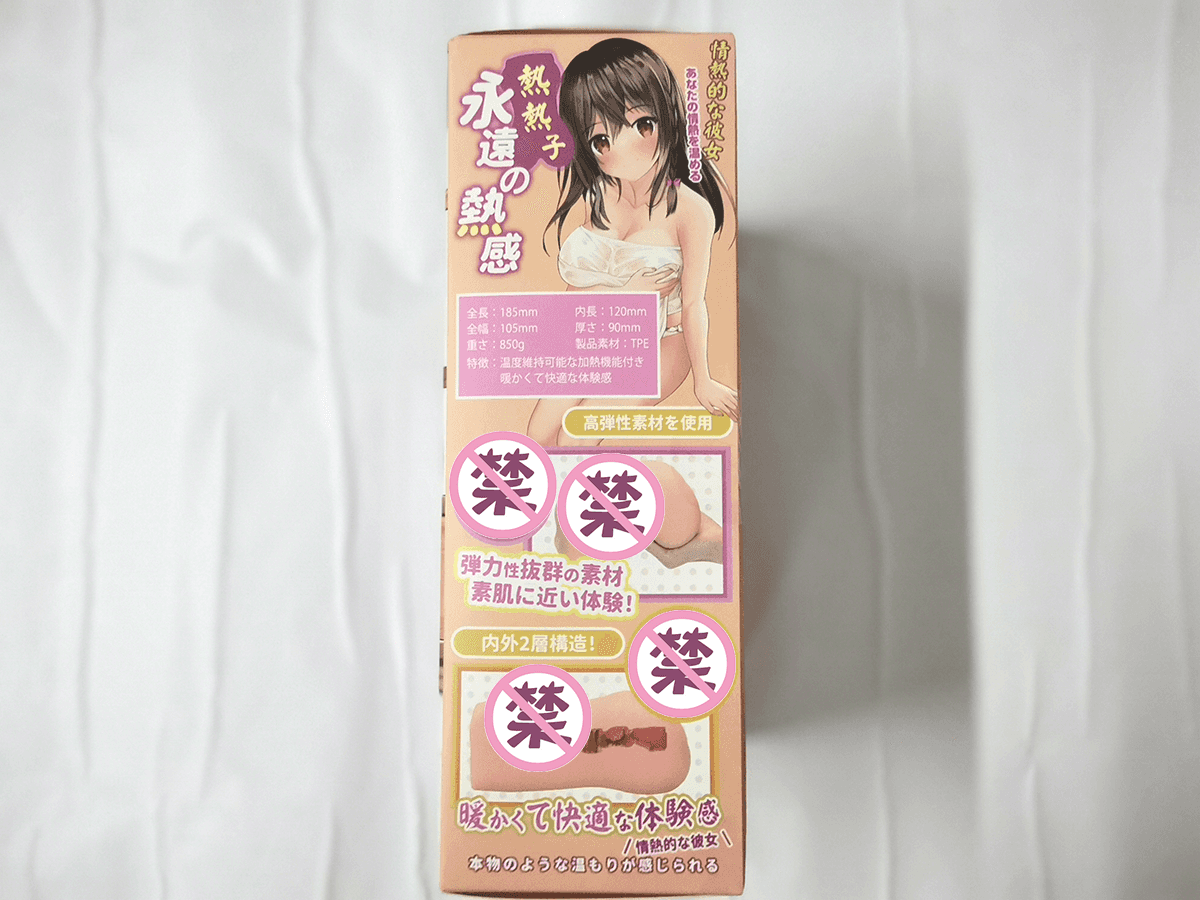 情熱的な彼女
あなたの情熱を温める
熱熱子
永遠の熱感
全長：185mm
内長：120mm
全幅：105mm
厚さ：90mm
重さ：850g
製品素材：TPE
特徴：温度維持可能な加熱機能付き
暖かくて快適な体験感
高弾性素材を使用
禁
禁
弾力性抜群の素材
素肌に近い体験！
内外2層構造！
禁
禁
暖かくて快適な体験感
/情熱的な彼女\
本物のような温もりが感じられる